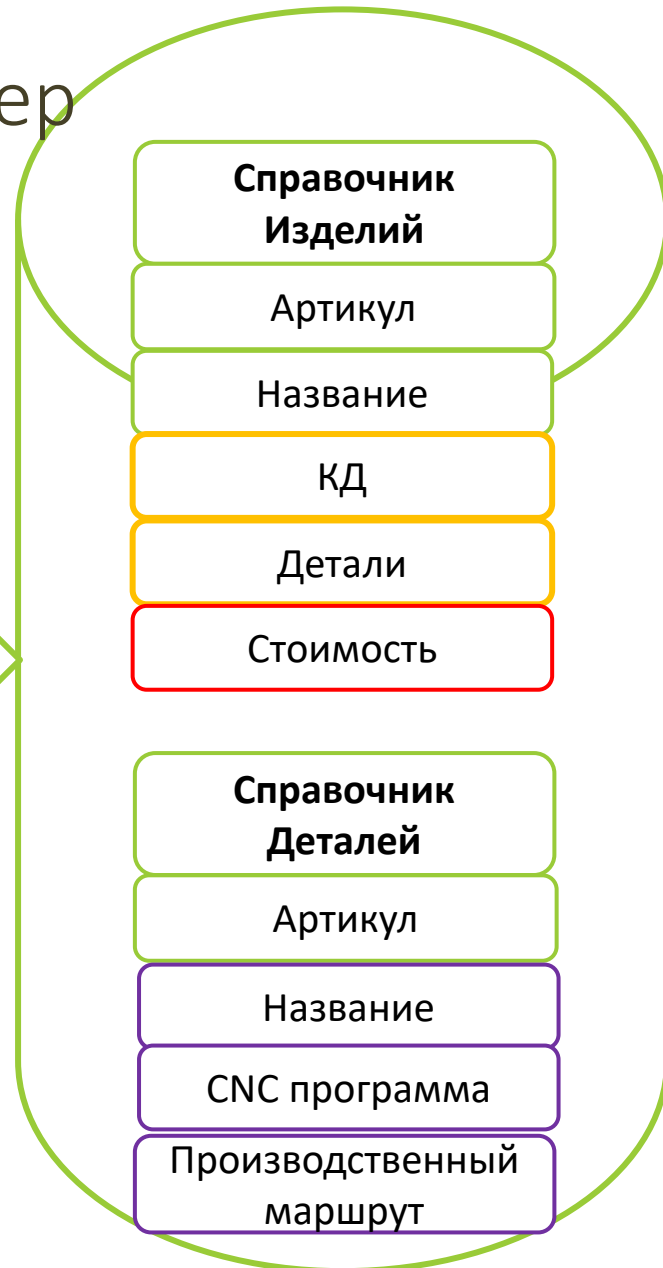 ер
Справочник
Изделий
Артикул
Название
КД
Детали
Стоимость
Справочник
Деталей
Артикул
Название
CNC программа
Производственный
маршрут